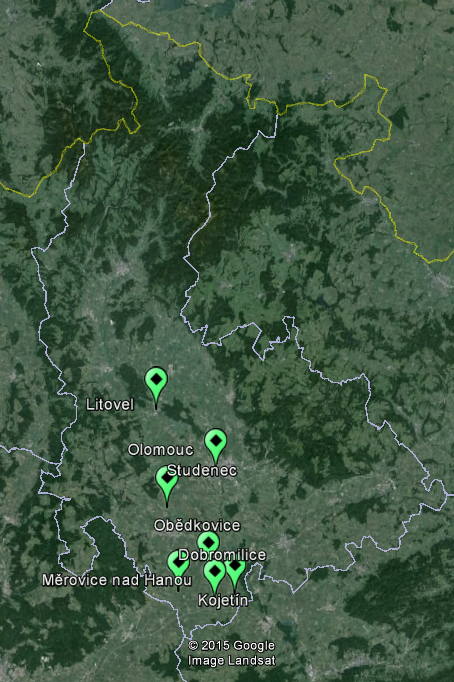 Litovel
Olomouc
Studenec
Obědkovice
Dobromilice
Měrovice nad Hanou
Kojetín
© 2015 Google
Image Landsat